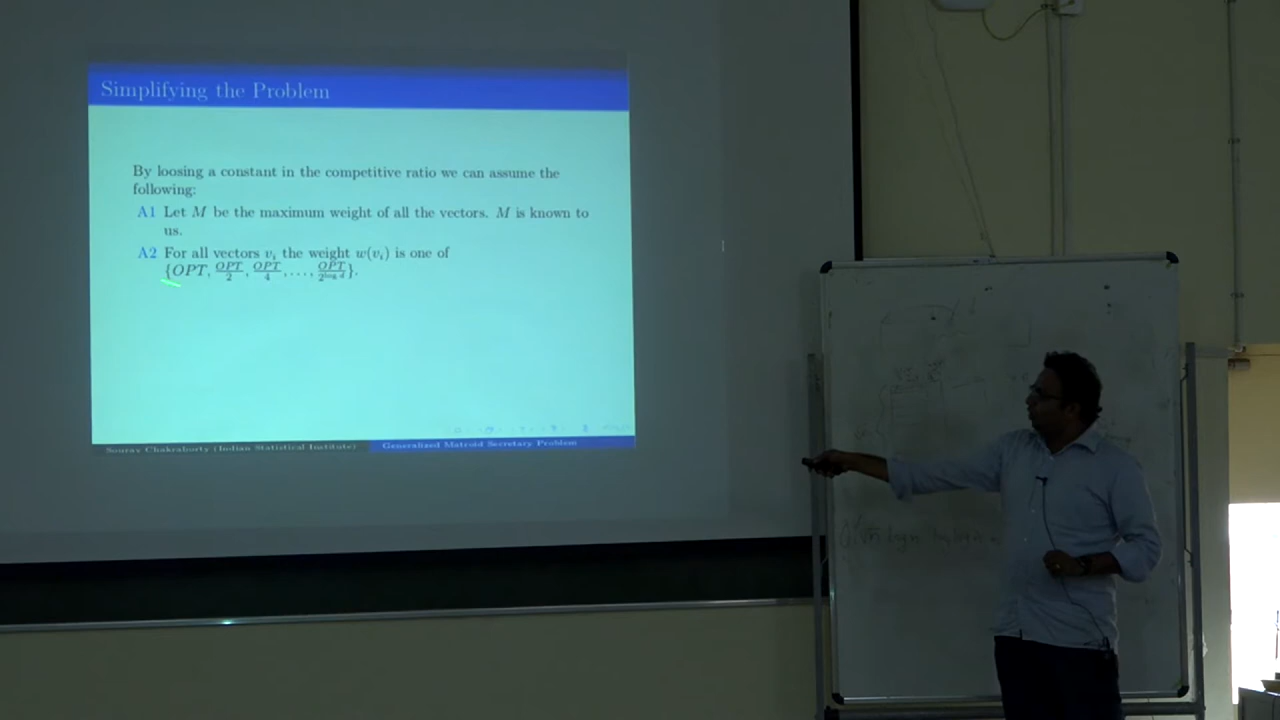 Simplifying the Problem
By loosing a constant in the competitive ratio we can assume the
following:
A1 Let M be the maximum weight of all the vectors. M is known to
us.
A2 For all vectors v_i the weight w(v_i) is one of
{OPT, OPT/2, OPT/4, ..., OPT/2^{log d}}.
Sourav Chakraborty (Indian Statistical Institute) Generalized Matroid Secretary Problem